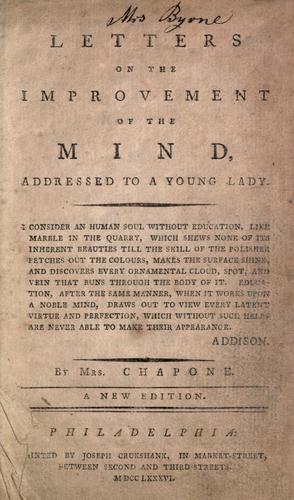 Mrs Byrne
LETTERS
ON THE
IMPROVEMENT
OF THE
MIND,
ADDRESSED TO A YOUNG LADY.
I CONSIDER AN HUMAN SOUL WITHOUT EDUCATION, LIKE
MARBLE IN THE QUARRY, WHICH SHEWS NONE OF ITS
INHERENT BEAUTIES TILL THE SKILL OF THE POLISHER
FETCHES OUT THE COLOURS, MAKES THE SURFACE SHINE,
AND DISCOVERS EVERY ORNAMENTAL CLOUD, SPOT, AND
VEIN THAT RUNS THROUGH THE BODY OF IT. EDUCA-
TION, AFTER THE SAME MANNER, WHEN IT WORKS UPON
A NOBLE MIND, DRAWS OUT TO VIEW EVERY LATENT
VIRTUE AND PERFECTION, WHICH WITHOUT SUCH HELPS
ARE NEVER ABLE TO MAKE THEIR APPEARANCE.
ADDISON.
BY MRS. CHAPONE.
A NEW EDITION.
PHILADELPHIA:
INTED BY JOSEPH CRUKSHANK, IN MARKET-STREET,
BETWEEN SECOND AND THIRD-STREETS.
M DCC LXXXVI.